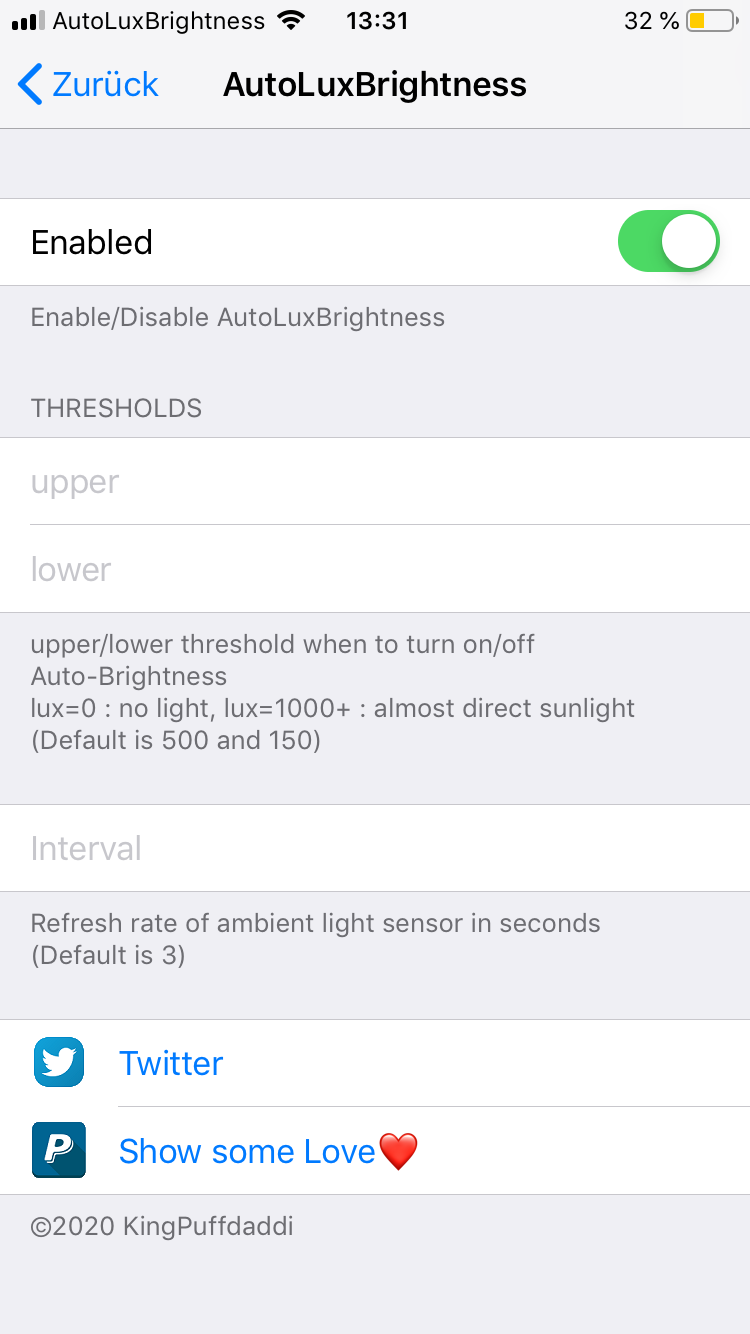 AutoLuxBrightness 13:31 32 %
Zurück AutoLuxBrightness
Enabled
Enable/Disable AutoLuxBrightness
THRESHOLDS
upper
lower
upper/lower threshold when to turn on/off
Auto-Brightness
lux=0 : no light, lux=1000+ : almost direct sunlight
(Default is 500 and 150)
Interval
Refresh rate of ambient light sensor in seconds
(Default is 3)
Twitter
Show some Love❤️
©2020 KingPuffdaddi